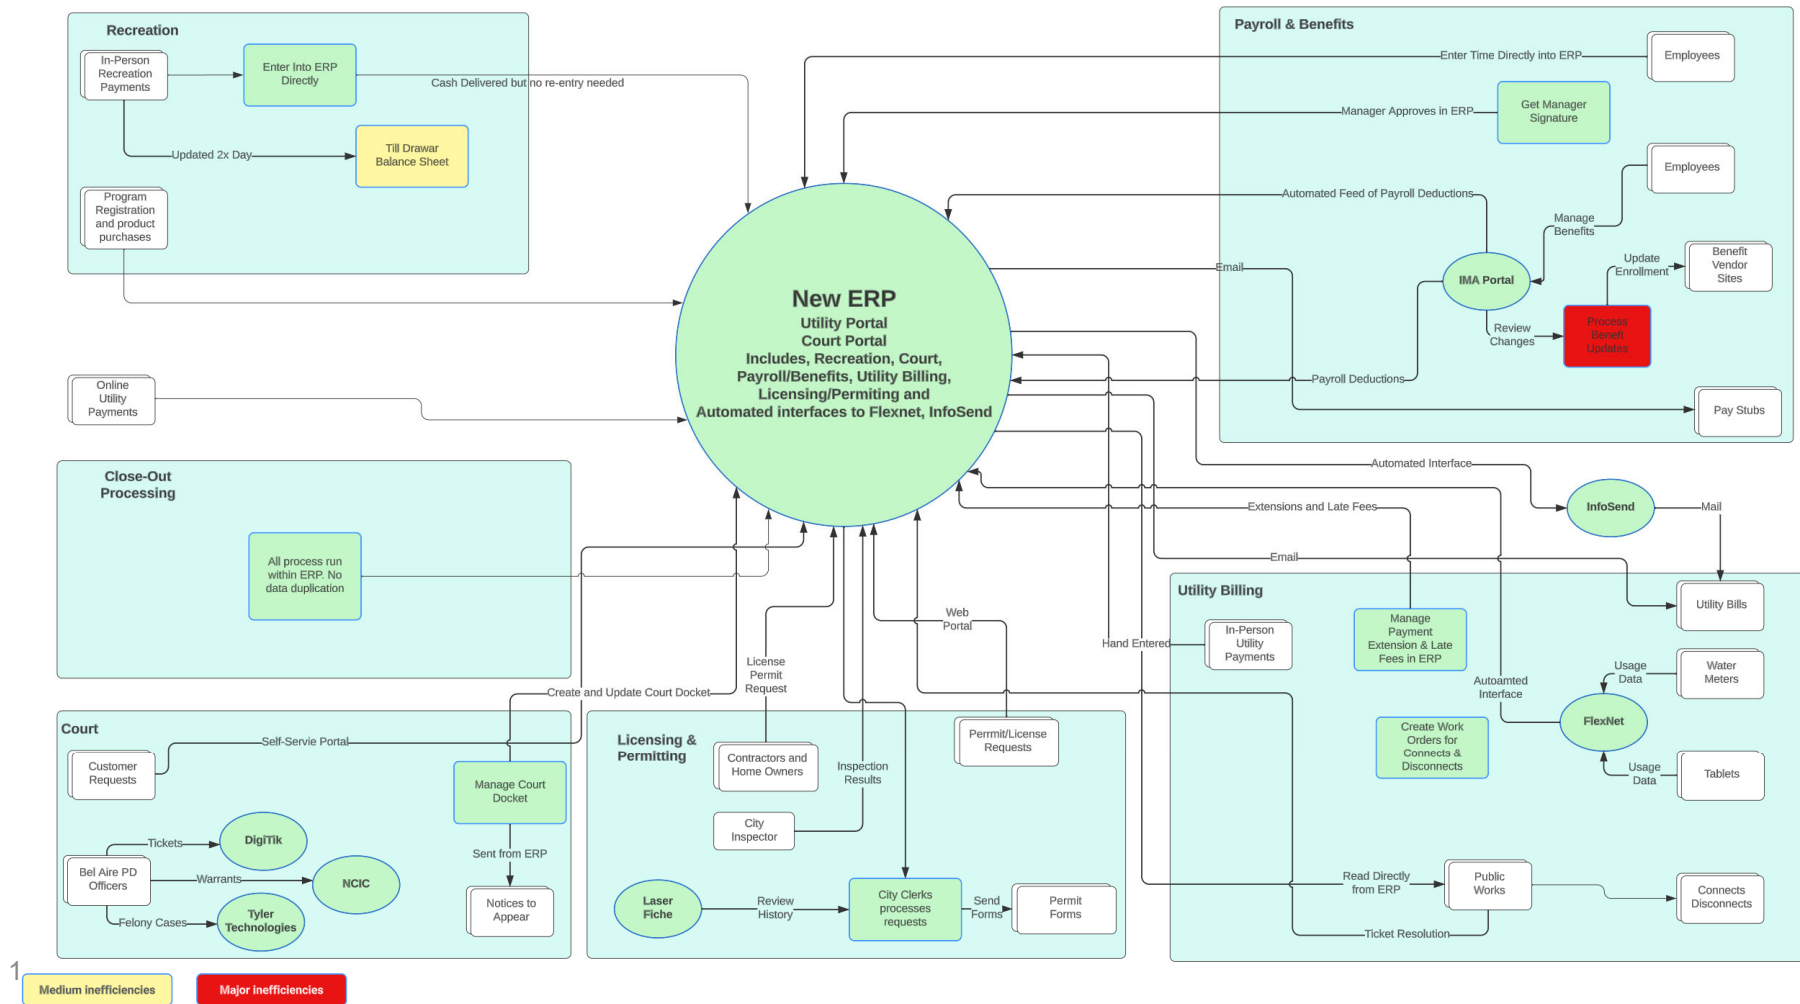 Recreation
In-Person
Recreation
Payments
Enter Into ERP
Directly
Cash Delivered but no re-entry needed
Updated 2x Day
Till Drawar
Balance Sheet
Program
Registration
and product
purchases
Payroll & Benefits
Enter Time Directly into ERP
Employees
Manager Approves in ERP
Get Manager
Signature
Employees
Automated Feed of Payroll Deductions
Manage
Benefits
Benefit
Vendor
Sites
Update
Enrollment
Email
IMA Portal
Review
Changes
Process
Beneft
Updates
Payroll Deductions
Pay Stubs
New ERP
Utility Portal
Court Portal
Includes, Recreation, Court,
Payroll/Benefits, Utility Billing,
Licensing/Permiting and
Automated interfaces to Flexnet, InfoSend
Online
Utility
Payments
Close-Out
Processing
All process run
within ERP. No
data duplication
Automated Interface
InfoSend
Mail
Extensions and Late Fees
Email
Utility Billing
Utility Bills
Manage
Payment
Extension & Late
Fees in ERP
In-Person
Utility
Payments
Hand Entered
Web
Portal
License
Permit
Request
Usage
Data
Water
Meters
Autoamted
Interface
FlexNet
Create Work
Orders for
Connects &
Disconnects
Usage
Data
Tablets
Read Directly
from ERP
Public
Works
Connects
Disconnects
Ticket Resolution
Create and Update Court Docket
Court
Self-Servie Portal
Customer
Requests
Manage Court
Docket
Tickets
DigiTik
Bel Aire PD
Officers
Warrants
NCIC
Felony Cases
Tyler
Technologies
Sent from ERP
Notices to
Appear
Licensing &
Permitting
Contractors and
Home Owners
Perrmit/License
Requests
Inspection
Results
City
Inspector
Laser
Fiche
Review
History
City Clerks
processes
requests
Send
Forms
Permit
Forms
1
Medium inefficiencies
Major inefficiencies